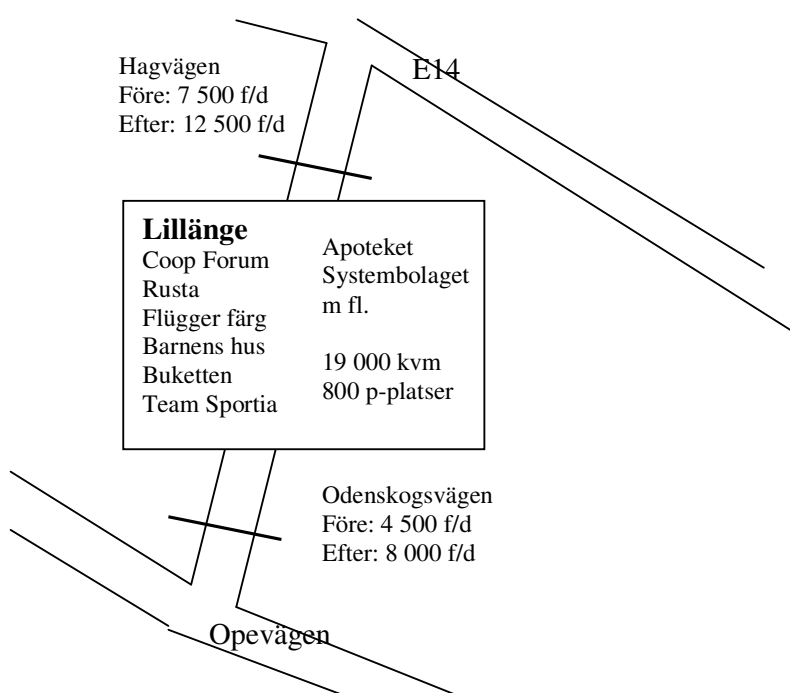 E14
Hagvägen
Före: 7 500 f/d
Efter: 12 500 f/d
Lillänge
Coop Forum
Rusta
Flügger färg
Barnens hus
Buketten
Team Sportia
Apoteket
Systembolaget
m fl.
19 000 kvm
800 p-platser
Odenskogsvägen
Före: 4 500 f/d
Efter: 8 000 f/d
Opevägen